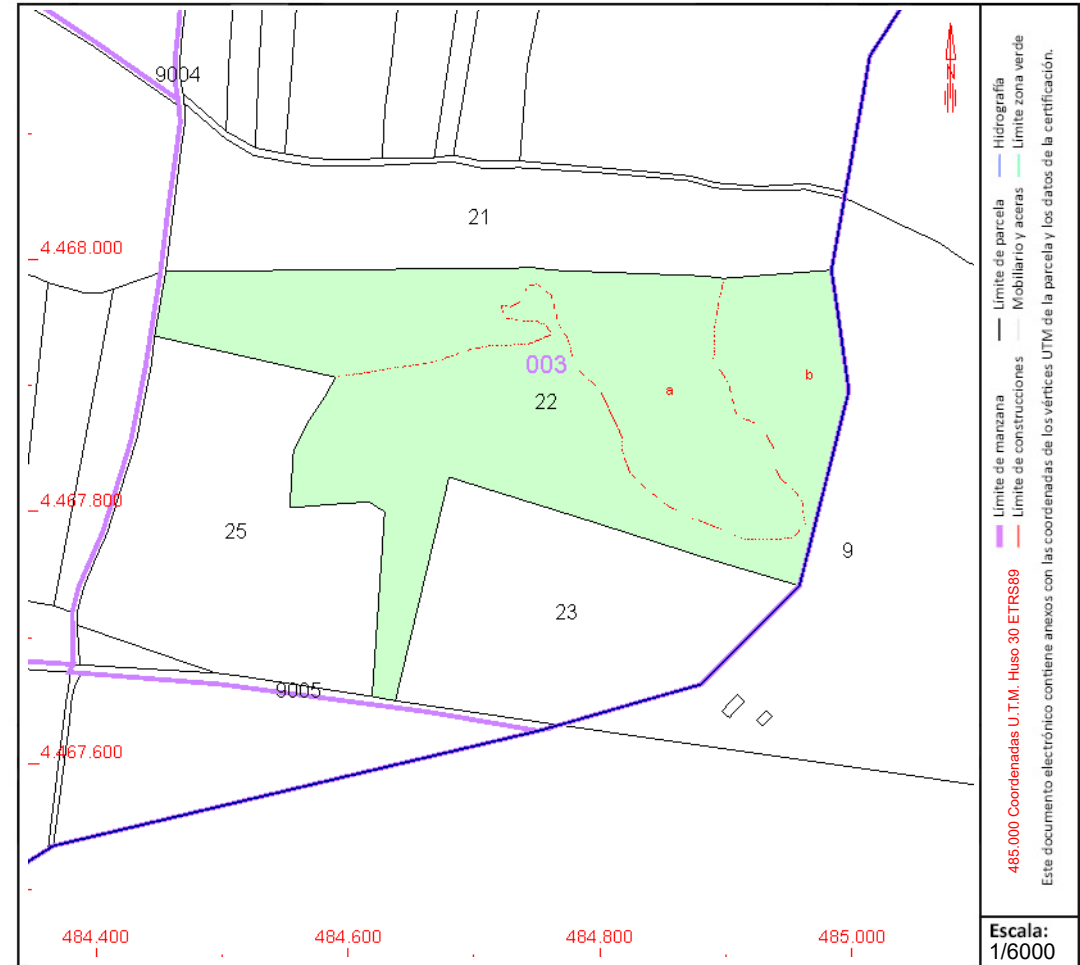 9004
N
21
4.468.000
003
a
b
22
4.467.800
25
9
23
9005
4.467.600
484.400
484.600
484.800
485.000
Límite de manzana
Límite de parcela
Hidrografía
Límite de construcciones
Mobiliario y aceras
Límite zona verde
485.000 Coordenadas U.T.M. Huso 30 ETRS89
Este documento electrónico contiene anexos con las coordenadas de los vértices UTM de la parcela y los datos de la certificación.
Escala:
1/6000